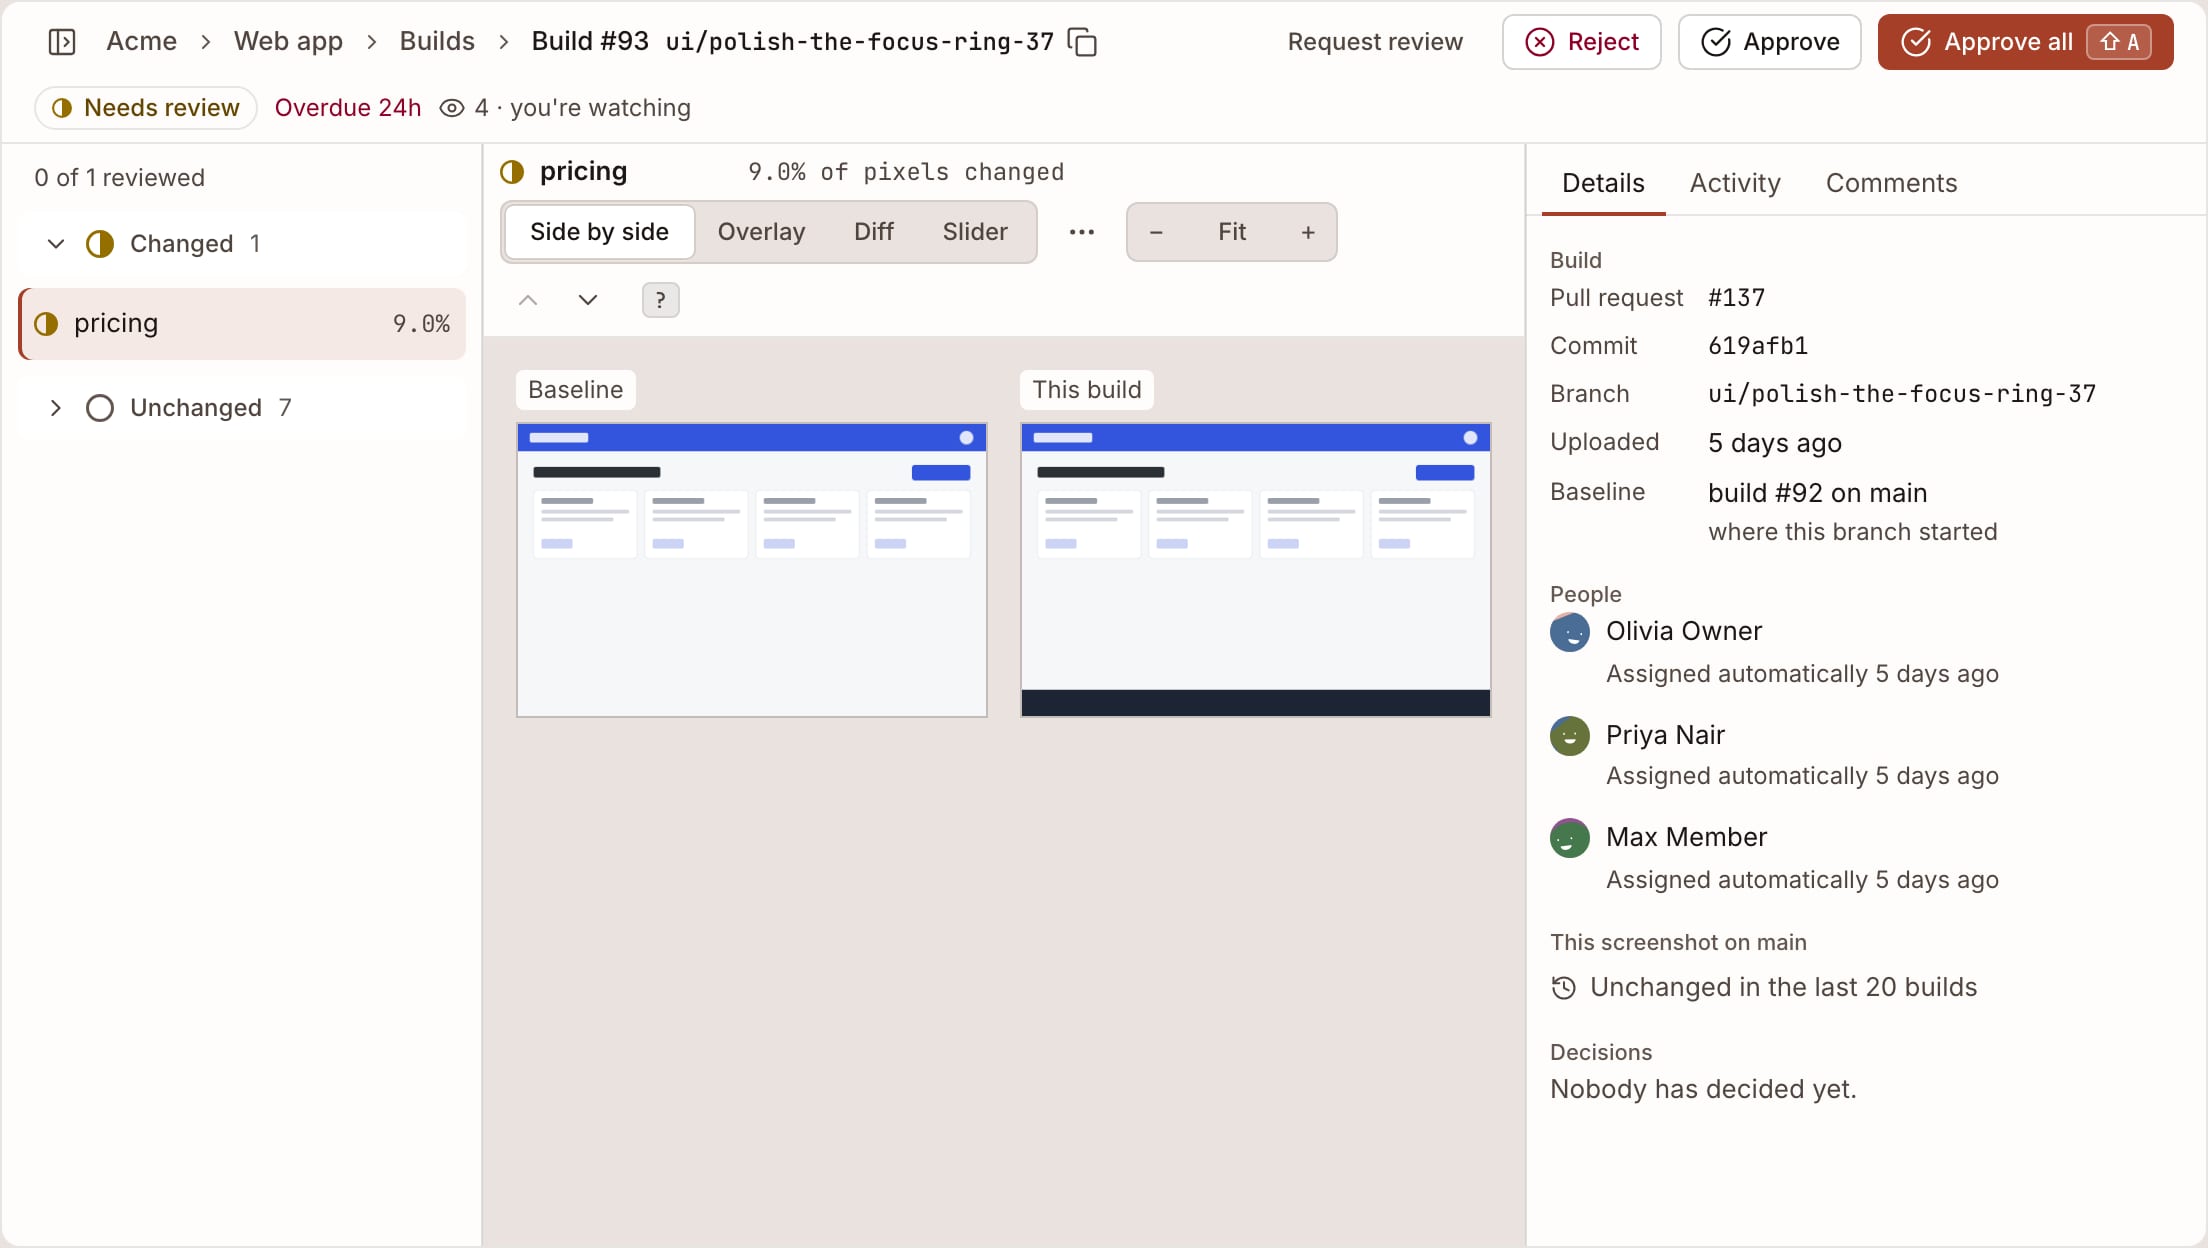 Acme > Web app > Builds > Build #93 ui/polish-the-focus-ring-37
Request review
Reject
Approve
Approve all ⇧ A
Needs review
Overdue 24h
4 · you're watching
0 of 1 reviewed
Changed 1
pricing 9.0%
Unchanged 7
pricing
9.0% of pixels changed
Side by side
Overlay
Diff
Slider
···
− Fit +
?
Baseline
This build
Details
Activity
Comments
Build
Pull request #137
Commit 619afb1
Branch ui/polish-the-focus-ring-37
Uploaded 5 days ago
Baseline build #92 on main
where this branch started
People
Olivia Owner
Assigned automatically 5 days ago
Priya Nair
Assigned automatically 5 days ago
Max Member
Assigned automatically 5 days ago
This screenshot on main
Unchanged in the last 20 builds
Decisions
Nobody has decided yet.